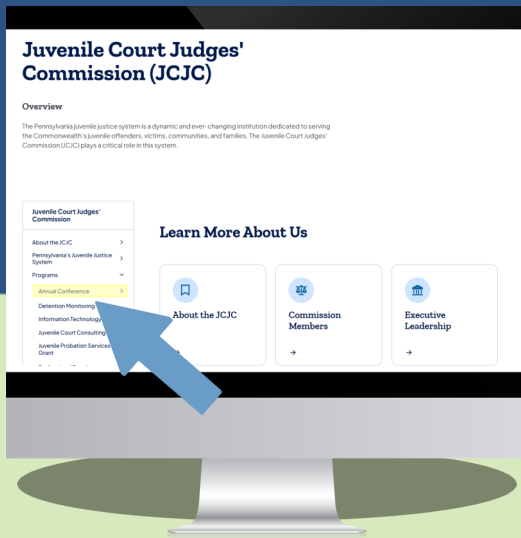 Juvenile Court Judges'
Commission (JCJC)
Overview
The Pennsylvania juvenile justice system is a dynamic and ever-changing institution dedicated to serving
the Commonwealth's juvenile offenders, victims, communities, and families. The Juvenile Court Judges'
Commission (JCJC) plays a critical role in this system.
Juvenile Court Judges'
Commission
About the JCJC
Pennsylvania's Juvenile Justice
System
Programs
Annual Conference
Detention Monitoring
Information Technology
Juvenile Court Consulting
Juvenile Probation Services
Grant
Learn More About Us
About the JCJC
Commission
Members
Executive
Leadership